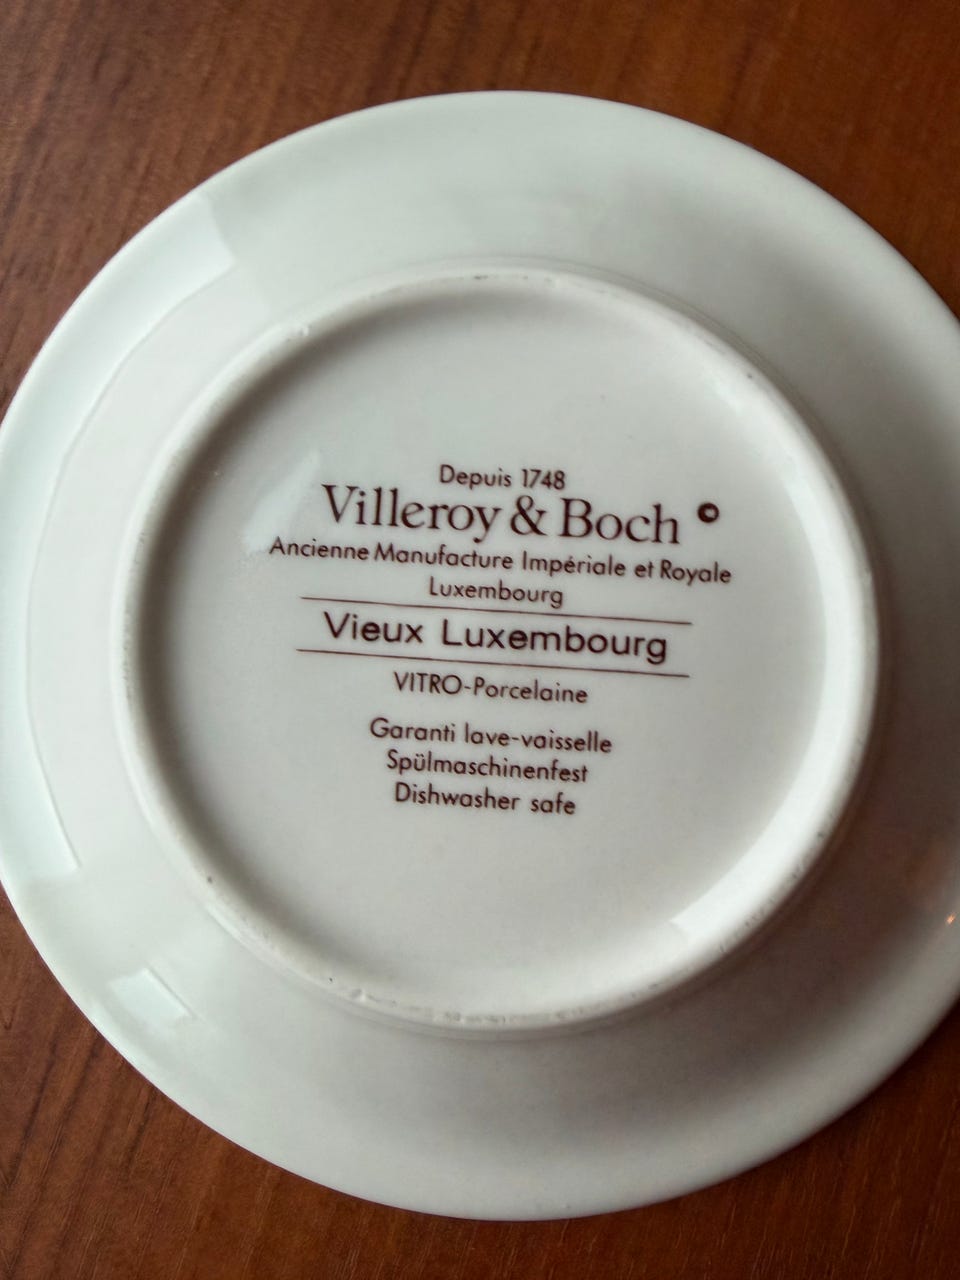 Depuis 1748
Villeroy & Boch ©
Ancienne Manufacture Impériale et Royale
Luxembourg
Vieux Luxembourg
VITRO-Porcelaine
Garanti lave-vaisselle
Spülmaschinenfest
Dishwasher safe